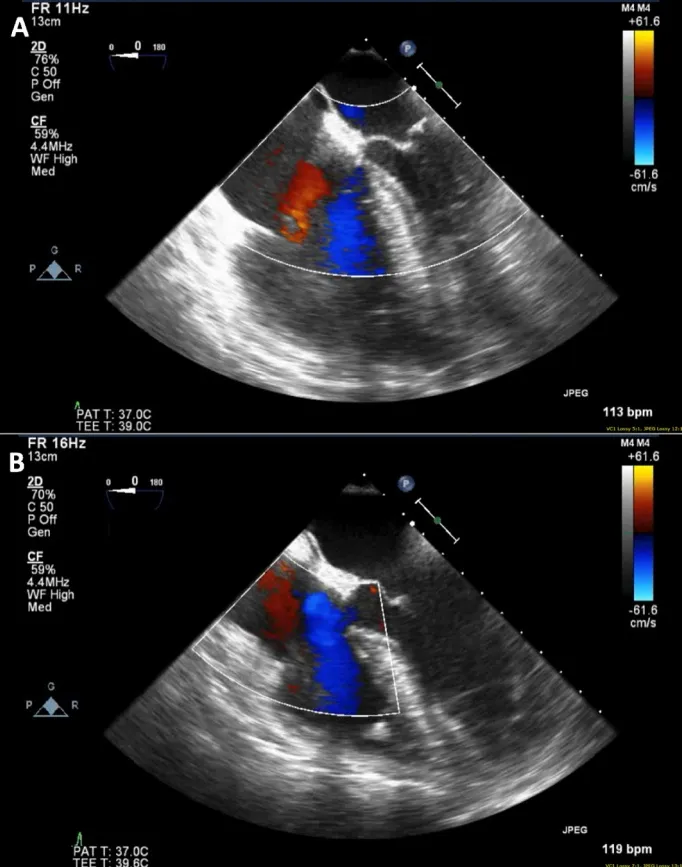 A
FR 11Hz
13cm
M4 M4
+61.6
2D
76%
C 50
P Off
Gen
0 0 180
P
CF
59%
4.4MHz
WF High
Med
-61.6
cm/s
G
P R
JPEG
PAT T: 37.0C
TEE T: 39.0C
113 bpm
B
FR 16Hz
13cm
M4 M4
+61.6
2D
70%
C 50
P Off
Gen
0 0 180
P
CF
59%
4.4MHz
WF High
Med
-61.6
cm/s
G
P R
JPEG
PAT T: 37.0C
TEE T: 39.6C
119 bpm